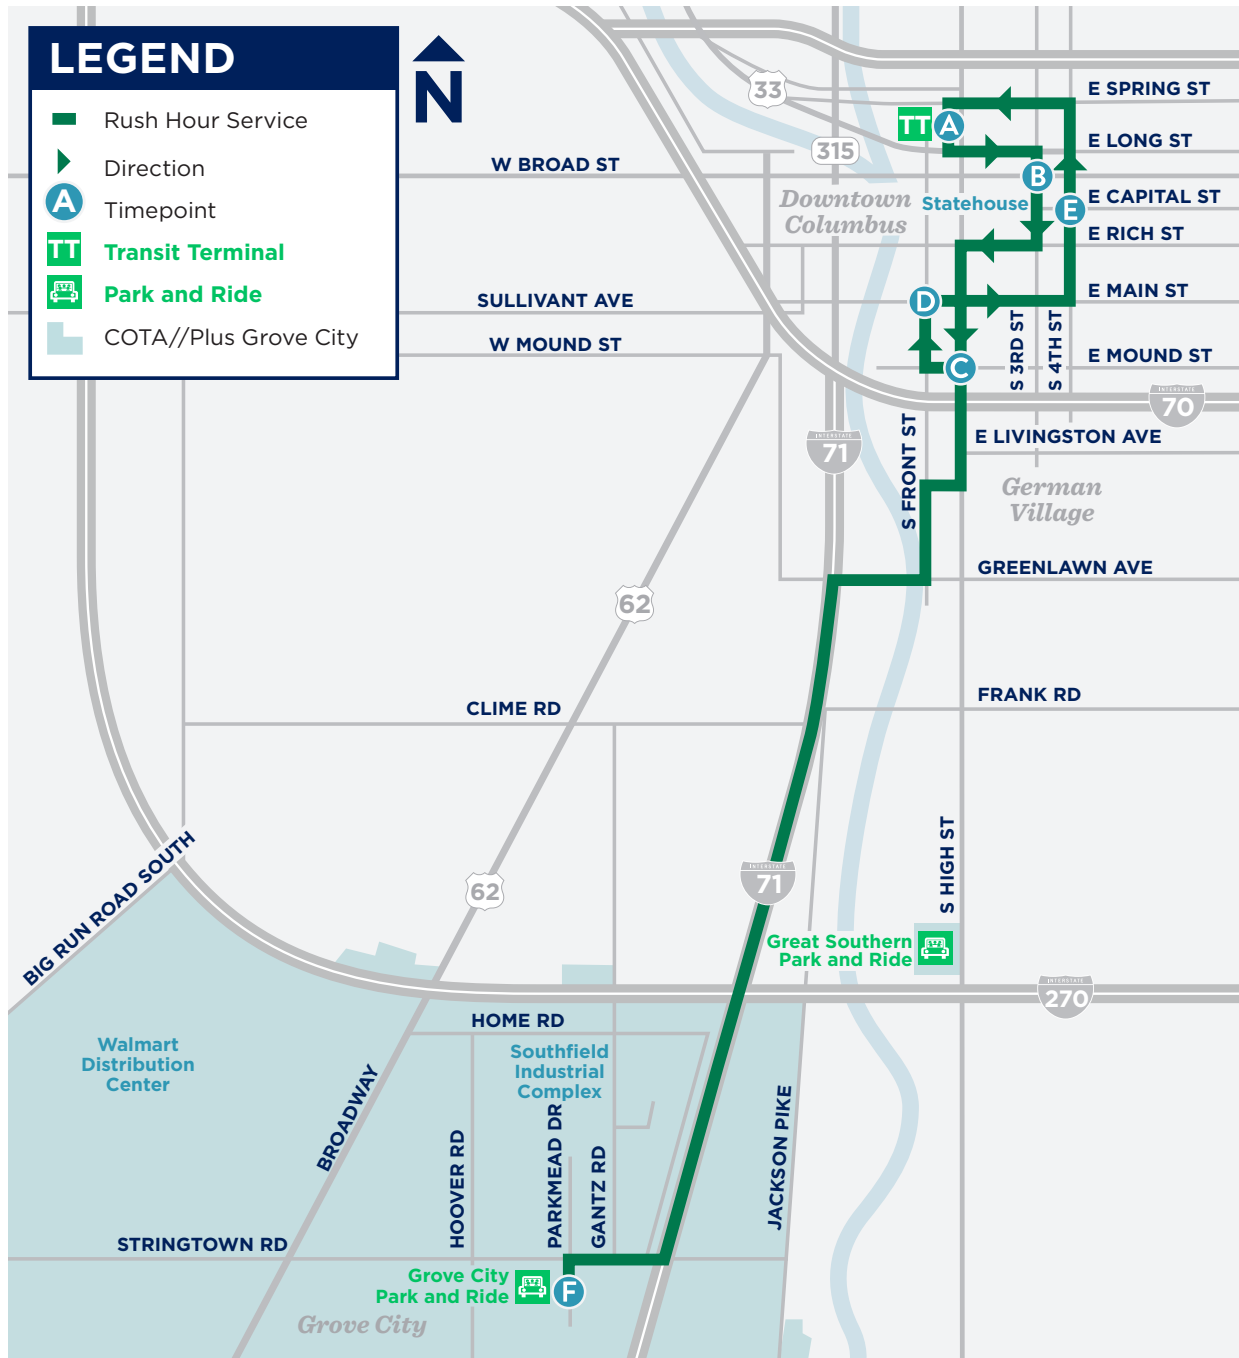 LEGEND
Rush Hour Service
Direction
A
Timepoint
TT
Transit Terminal
Park and Ride
COTA//Plus Grove City
N
33
E SPRING ST
TT
A
E LONG ST
315
W BROAD ST
B
Downtown
Columbus
Statehouse
E
E CAPITAL ST
E RICH ST
SULLIVANT AVE
D
E MAIN ST
S 3RD ST
S 4TH ST
W MOUND ST
C
E MOUND ST
INTERSTATE
70
S FRONT ST
E LIVINGSTON AVE
INTERSTATE
71
German
Village
GREENLAWN AVE
62
CLIME RD
FRANK RD
BIG RUN ROAD SOUTH
62
INTERSTATE
71
S HIGH ST
Great Southern
Park and Ride
INTERSTATE
270
HOME RD
Walmart
Distribution
Center
Southfield
Industrial
Complex
BROADWAY
HOOVER RD
PARKMEAD DR
GANTZ RD
JACKSON PIKE
STRINGTOWN RD
Grove City
Park and Ride
F
Grove City